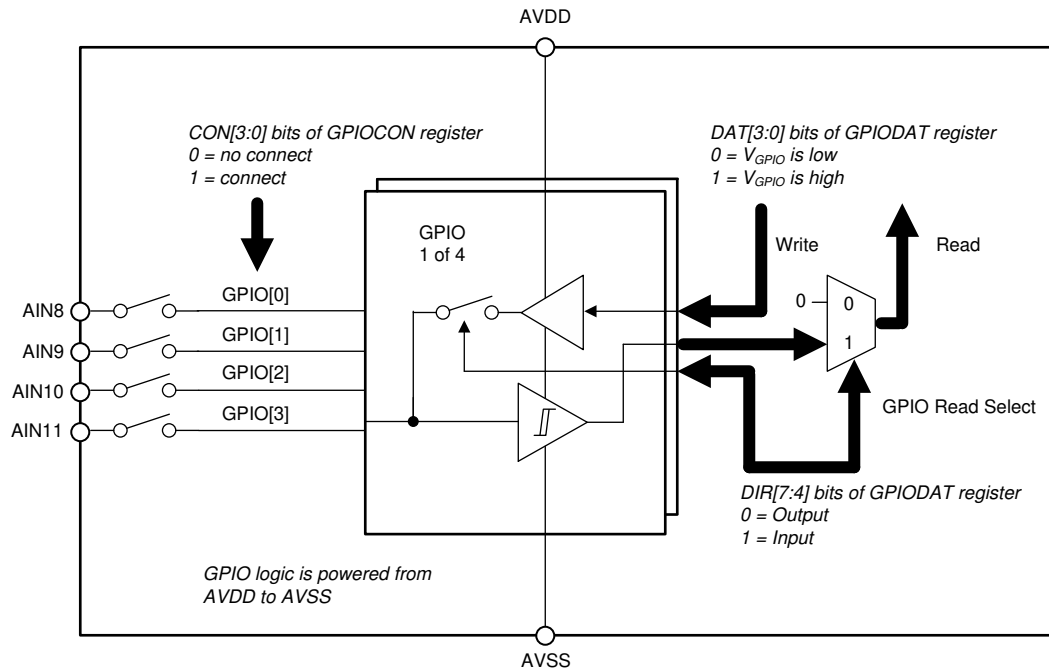 AVDD
CON[3:0] bits of GPIOCON register
0 = no connect
1 = connect
DAT[3:0] bits of GPIODAT register
0 = VGPIO is low
1 = VGPIO is high
GPIO
1 of 4
Write
Read
AIN8
GPIO[0]
0
0
AIN9
GPIO[1]
1
AIN10
GPIO[2]
AIN11
GPIO[3]
GPIO Read Select
DIR[7:4] bits of GPIODAT register
0 = Output
1 = Input
GPIO logic is powered from
AVDD to AVSS
AVSS